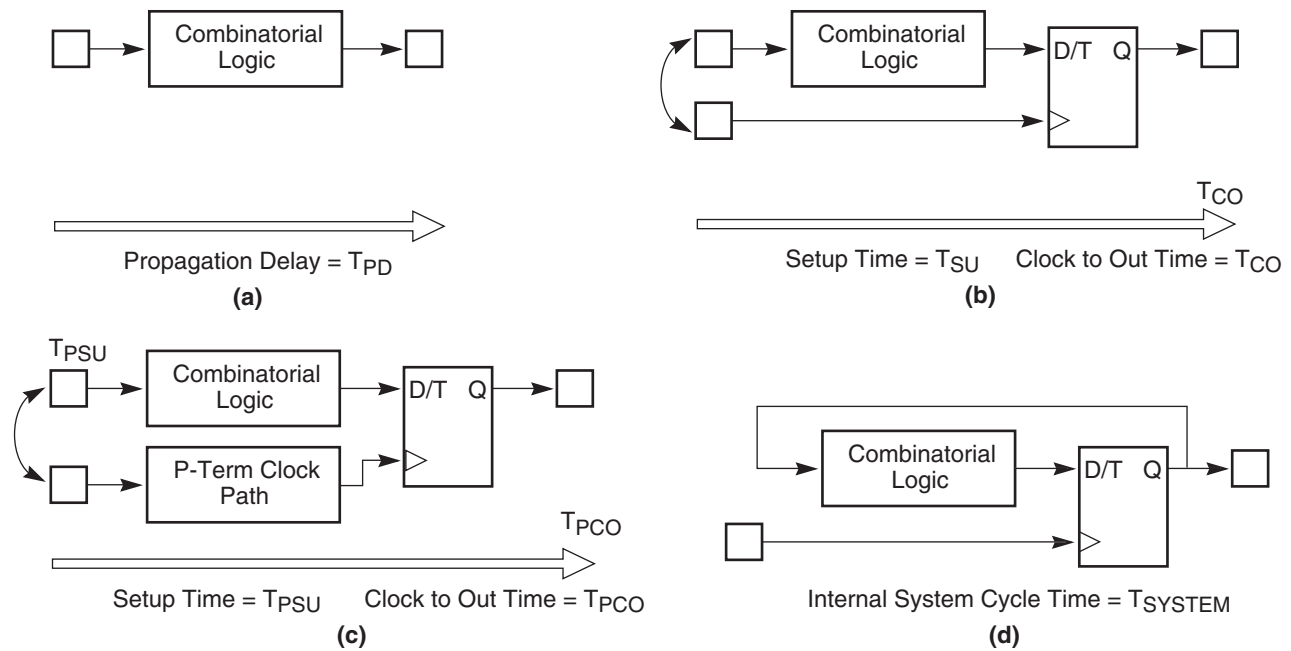 Combinatorial
Logic
Propagation Delay = TPD
(a)
Combinatorial
Logic
D/T Q
TCO
Setup Time = TSU Clock to Out Time = TCO
(b)
TPSU
Combinatorial
Logic
D/T Q
P-Term Clock
Path
TPCO
Setup Time = TPSU Clock to Out Time = TPCO
(c)
Combinatorial
Logic
D/T Q
Internal System Cycle Time = TSYSTEM
(d)